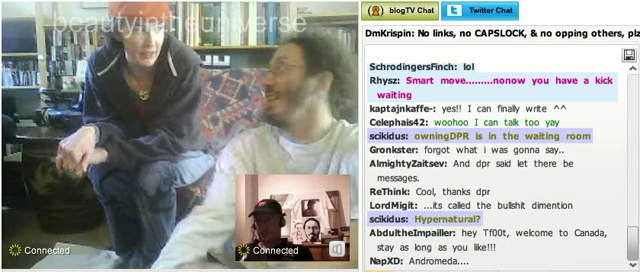 beautyintheuniverse
Connected
Connected
blogTV Chat
Twitter Chat
DmKrispin: No links, no CAPSLOCK, & no opping others, plz
SchrodingersFinch: lol
Rhysz: Smart move.........nonow you have a kick
waiting
kaptajnkaffe-: yes!! I can finally write ^^
Celephais42: woohoo I can talk too yay
scikidus: owningDPR is in the waiting room
Gronkster: forgot what i was gonna say..
AlmightyZaitsev: And dpr said let there be
messages.
ReThink: Cool, thanks dpr
LordMigit: ...its called the bullshit dimention
scikidus: Hypernatural?
AbdultheImpailler: hey Tf00t, welcome to Canada,
stay as long as you like!!!
NapXD: Andromeda....